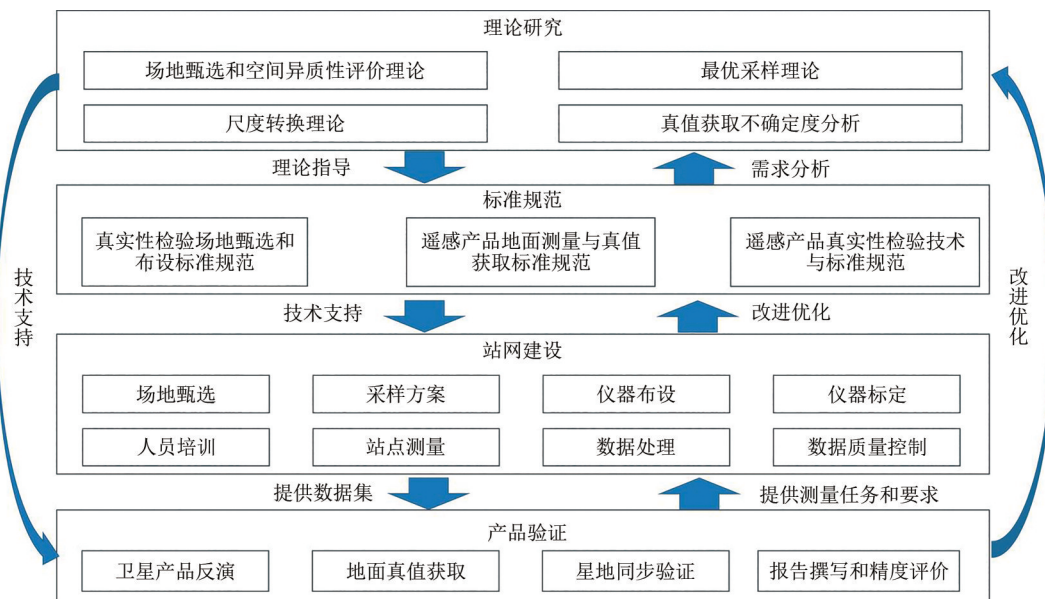 理论研究
场地甄选和空间异质性评价理论
最优采样理论
尺度转换理论
真值获取不确定度分析
理论指导
需求分析
标准规范
真实性检验场地甄选和
布设标准规范
遥感产品地面测量与真值
获取标准规范
遥感产品真实性检验技术
与标准规范
技术支持
改进优化
技术支持
改进优化
站网建设
场地甄选
采样方案
仪器布设
仪器标定
人员培训
站点测量
数据处理
数据质量控制
提供数据集
提供测量任务和要求
产品验证
卫星产品反演
地面真值获取
星地同步验证
报告撰写和精度评价